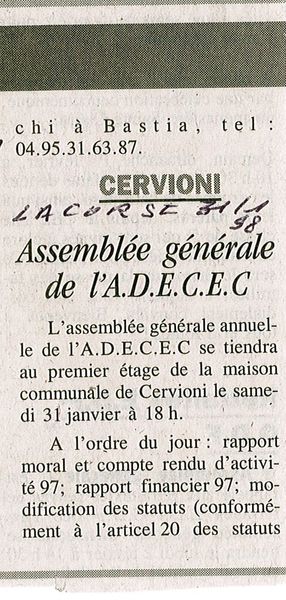 chi à Bastia, tel :
04.95.31.63.87.
CERVIONI
LA CORSE 31/1
98
Assemblée générale
de l'A.D.E.C.E.C
L'assemblée générale annuel-
le de l'A.D.E.C.E.C se tiendra
au premier étage de la maison
communale de Cervioni le same-
di 31 janvier à 18 h.
A l'ordre du jour : rapport
moral et compte rendu d'activi-
té 97; rapport financier 97; mo-
dification des statuts (conformé-
ment à l'articel 20 des statuts